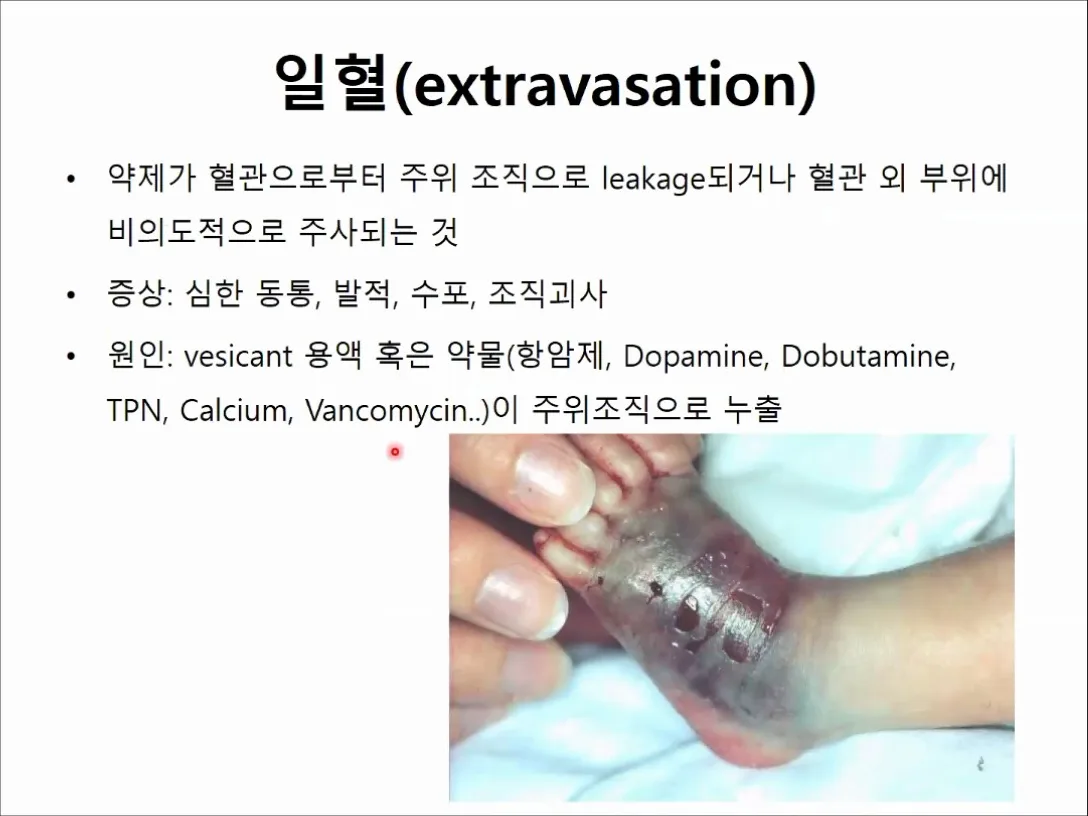 일혈(extravasation)
• 약제가 혈관으로부터 주위 조직으로 leakage되거나 혈관 외 부위에
비의도적으로 주사되는 것
• 증상: 심한 동통, 발적, 수포, 조직괴사
• 원인: vesicant 용액 혹은 약물(항암제, Dopamine, Dobutamine,
TPN, Calcium, Vancomycin..)이 주위조직으로 누출